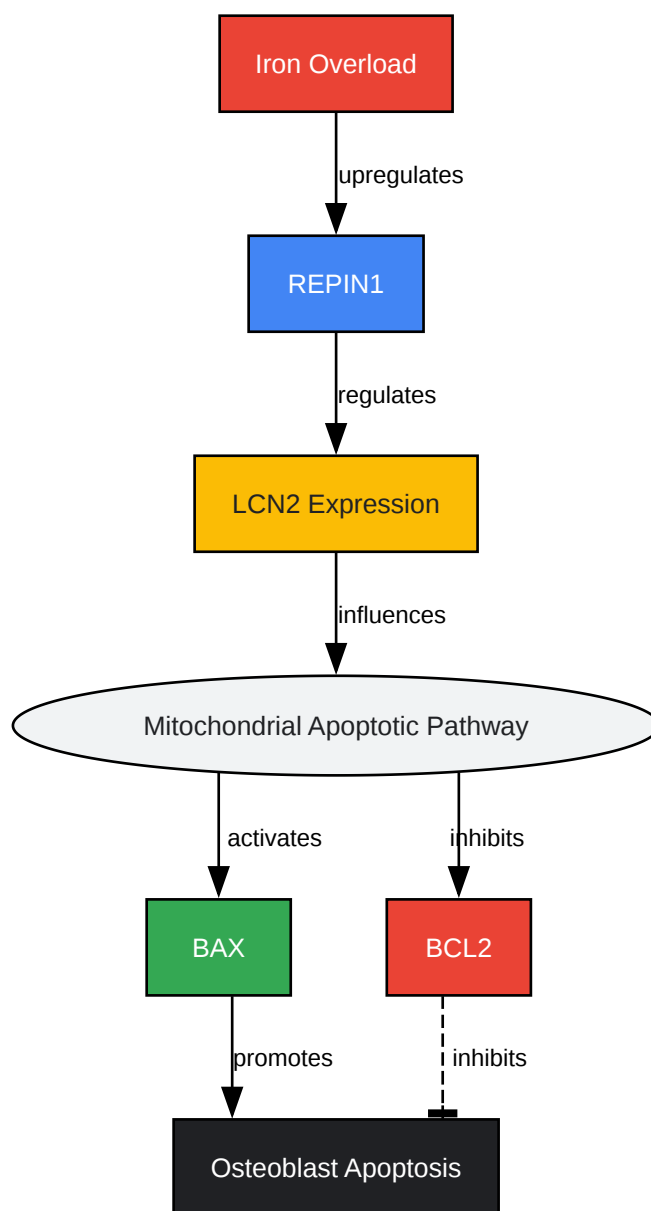 Iron Overload
upregulates
REPIN1
regulates
LCN2 Expression
influences
Mitochondrial Apoptotic Pathway
activates
inhibits
BAX
BCL2
promotes
inhibits
Osteoblast Apoptosis